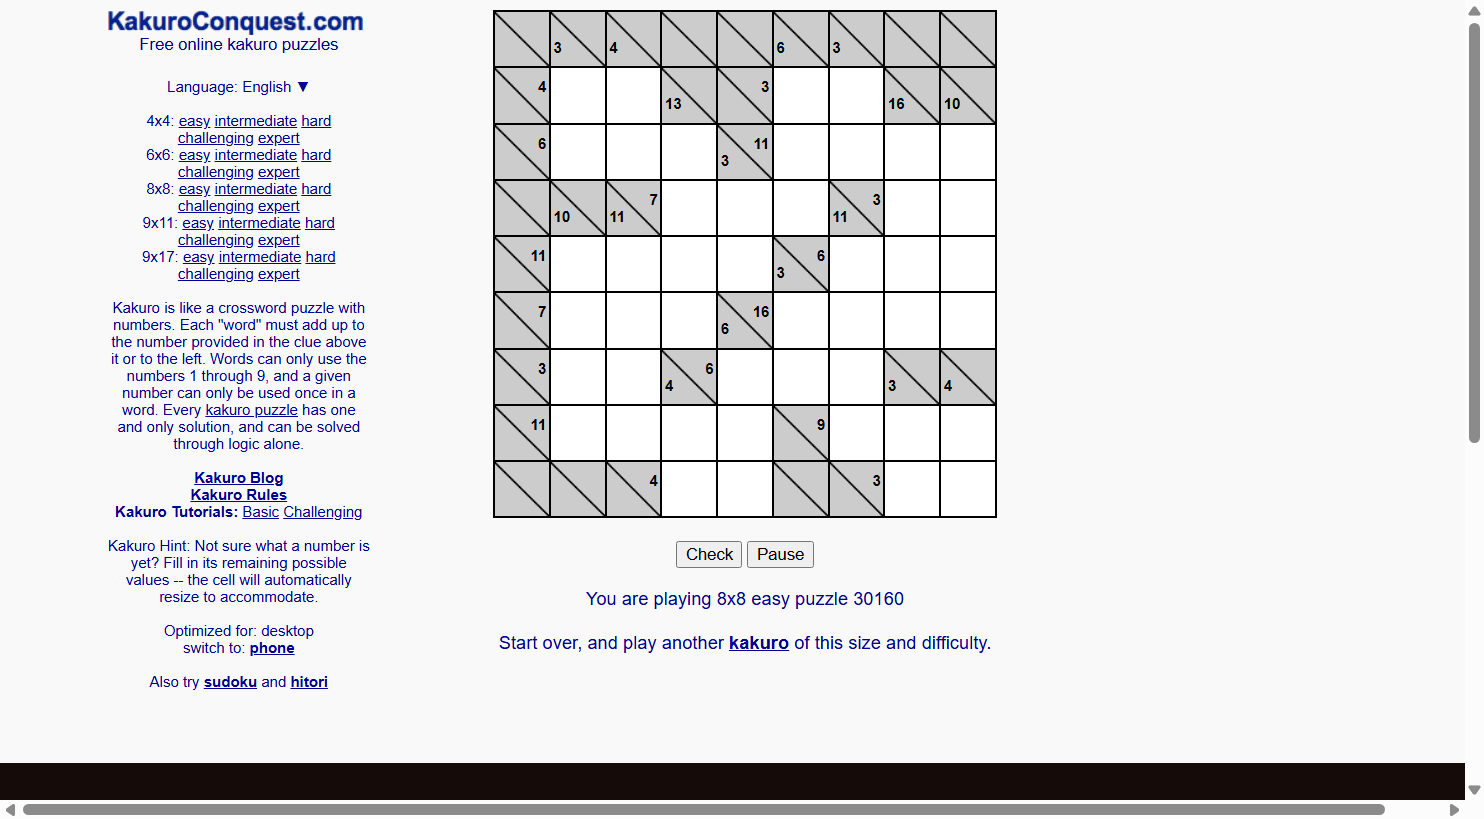 KakuroConquest.com
Free online kakuro puzzles
Language: English ▼
4x4: easy intermediate hard
challenging expert
6x6: easy intermediate hard
challenging expert
8x8: easy intermediate hard
challenging expert
9x11: easy intermediate hard
challenging expert
9x17: easy intermediate hard
challenging expert
Kakuro is like a crossword puzzle with
numbers. Each "word" must add up to
the number provided in the clue above
it or to the left. Words can only use the
numbers 1 through 9, and a given
number can only be used once in a
word. Every kakuro puzzle has one
and only solution, and can be solved
through logic alone.
Kakuro Blog
Kakuro Rules
Kakuro Tutorials: Basic Challenging
Kakuro Hint: Not sure what a number is
yet? Fill in its remaining possible
values -- the cell will automatically
resize to accommodate.
Optimized for: desktop
switch to: phone
Also try sudoku and hitori
3 4 6 3
4 13 3 16 10
6 3 11
10 11 7 11 3
11 3 6
7 6 16
3 4 6 3 4
11 9
4 3
Check Pause
You are playing 8x8 easy puzzle 30160
Start over, and play another kakuro of this size and difficulty.